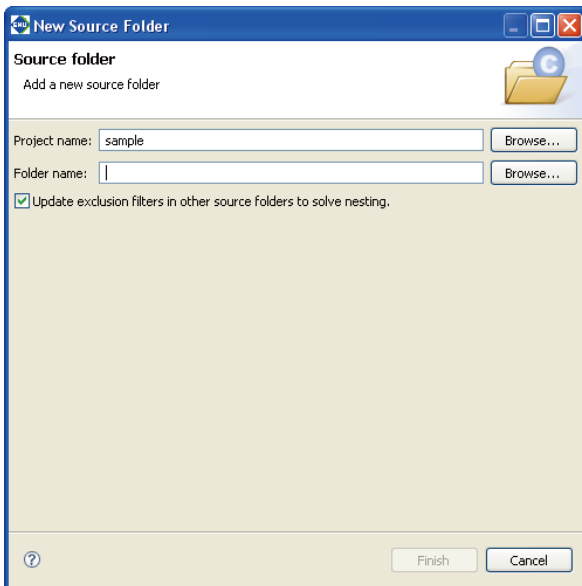 GNU New Source Folder
Source folder
Add a new source folder
C
Project name: sample Browse...
Folder name: Browse...
Update exclusion filters in other source folders to solve nesting.
? Finish Cancel